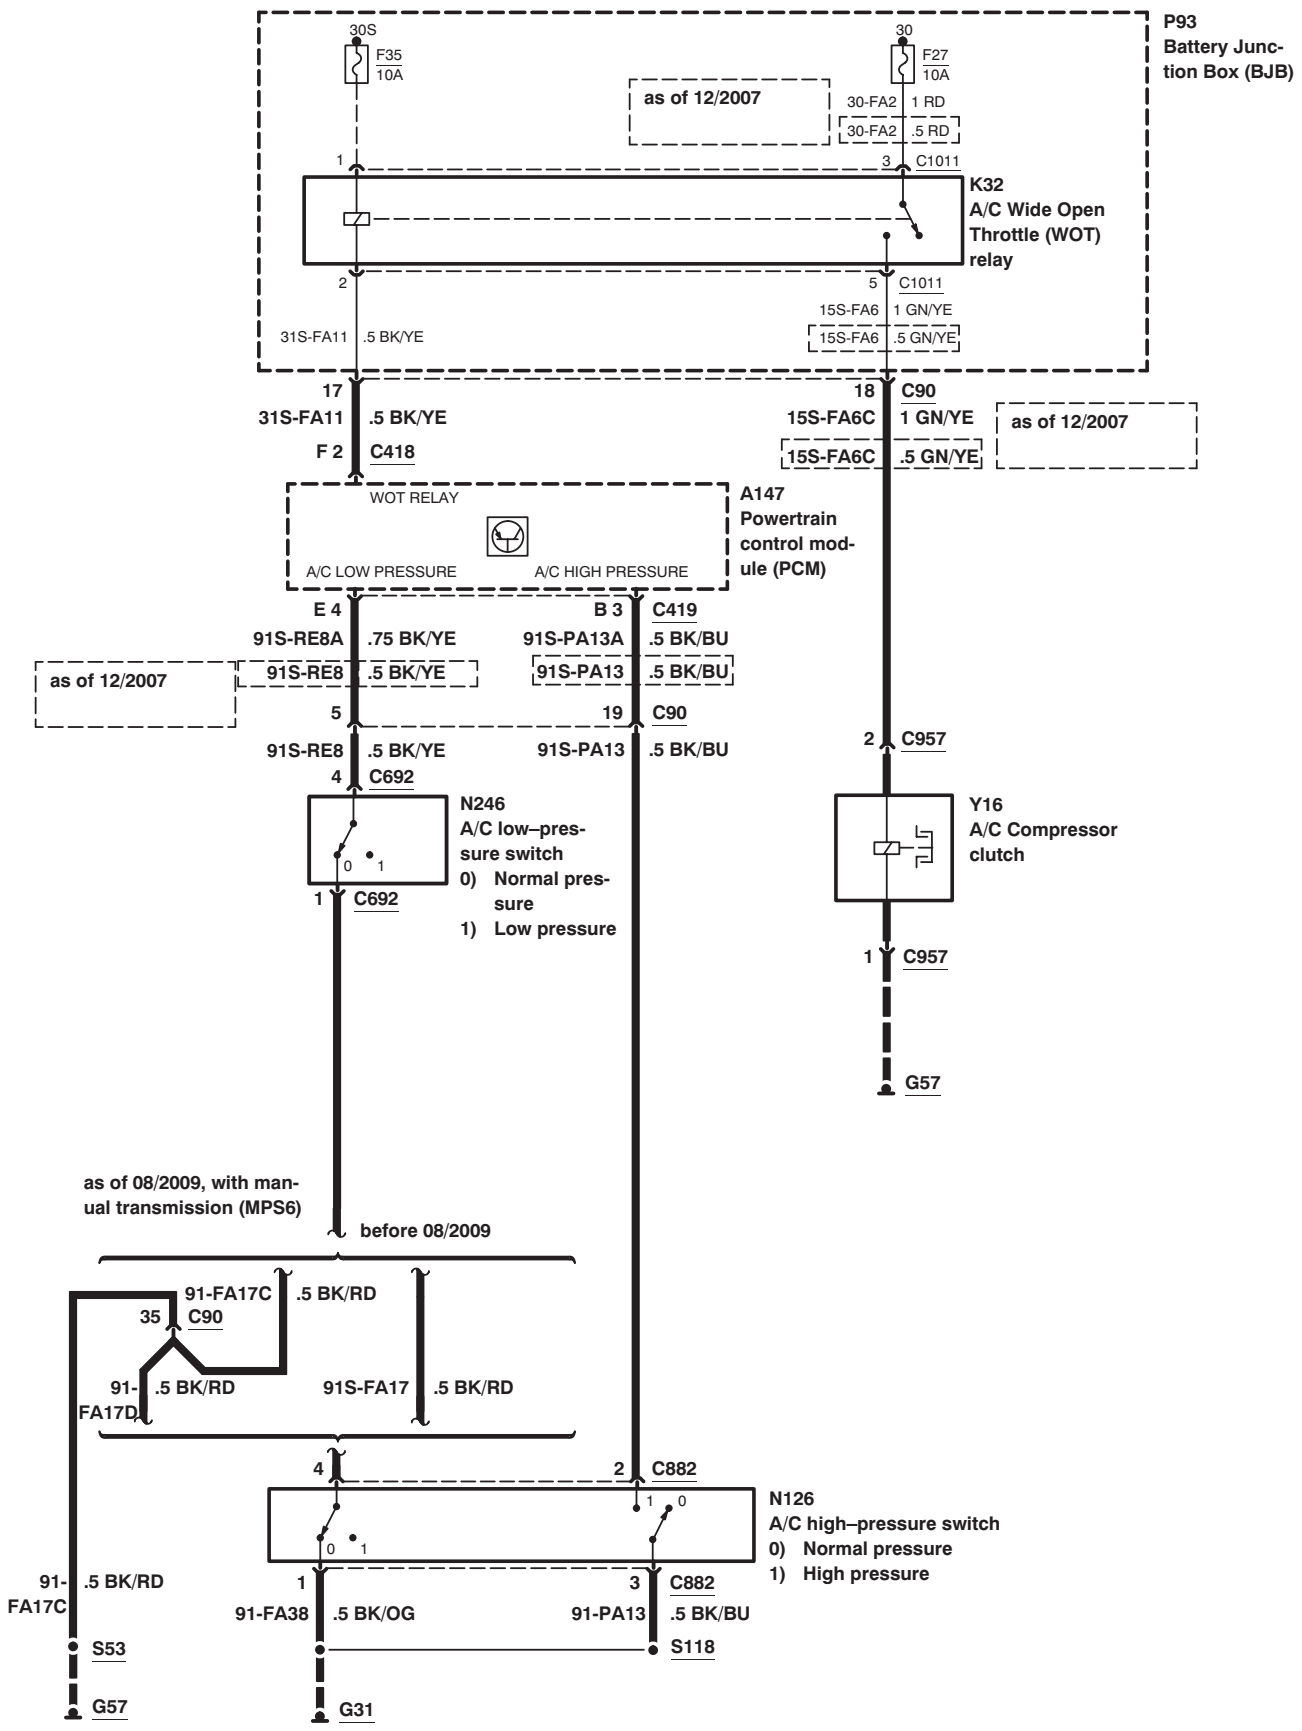 30S
F35
10A
30
F27
10A
P93
Battery Junc-
tion Box (BJB)
as of 12/2007
30-FA2 1 RD
30-FA2 .5 RD
1
3 C1011
K32
A/C Wide Open
Throttle (WOT)
relay
2
5 C1011
15S-FA6 1 GN/YE
31S-FA11 .5 BK/YE
15S-FA6 .5 GN/YE
17
18 C90
31S-FA11 .5 BK/YE
15S-FA6C 1 GN/YE
as of 12/2007
F 2 C418
15S-FA6C .5 GN/YE
WOT RELAY
A147
Powertrain
control mod-
ule (PCM)
A/C LOW PRESSURE
A/C HIGH PRESSURE
E 4
B 3 C419
91S-RE8A .75 BK/YE
91S-PA13A .5 BK/BU
as of 12/2007
91S-RE8 .5 BK/YE
91S-PA13 .5 BK/BU
5
19 C90
91S-RE8 .5 BK/YE
91S-PA13 .5 BK/BU
2 C957
4 C692
N246
A/C low–pres-
sure switch
0) Normal pres-
sure
1) Low pressure
0 1
Y16
A/C Compressor
clutch
1 C692
1 C957
G57
as of 08/2009, with man-
ual transmission (MPS6)
before 08/2009
91-FA17C .5 BK/RD
35 C90
91- .5 BK/RD
FA17D
91S-FA17 .5 BK/RD
4
2 C882
1 0
0 1
N126
A/C high–pressure switch
0) Normal pressure
1) High pressure
91- .5 BK/RD
FA17C
1
3 C882
91-FA38 .5 BK/OG
91-PA13 .5 BK/BU
S53
S118
G57
G31